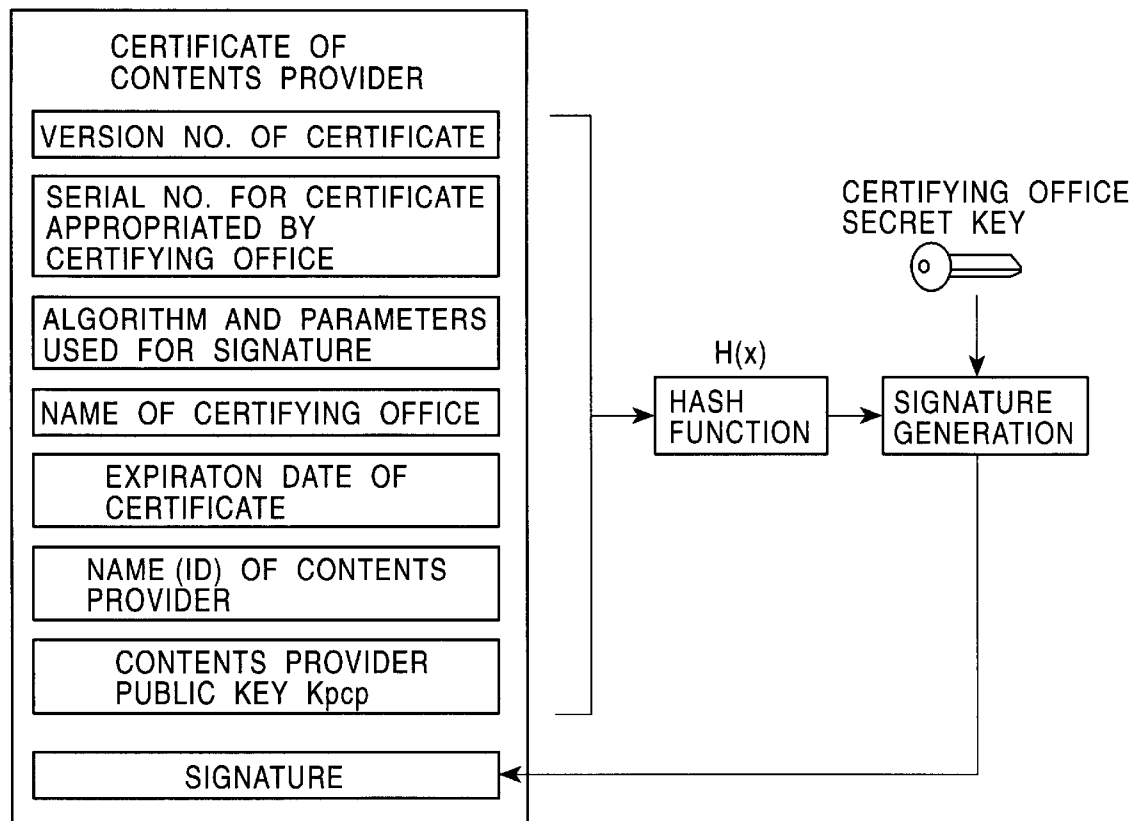 CERTIFICATE OF
CONTENTS PROVIDER
VERSION NO. OF CERTIFICATE
SERIAL NO. FOR CERTIFICATE
APPROPRIATED BY
CERTIFYING OFFICE
ALGORITHM AND PARAMETERS
USED FOR SIGNATURE
NAME OF CERTIFYING OFFICE
EXPIRATON DATE OF
CERTIFICATE
NAME (ID) OF CONTENTS
PROVIDER
CONTENTS PROVIDER
PUBLIC KEY Kpcp
SIGNATURE
H(x)
HASH
FUNCTION
CERTIFYING OFFICE
SECRET KEY
SIGNATURE
GENERATION